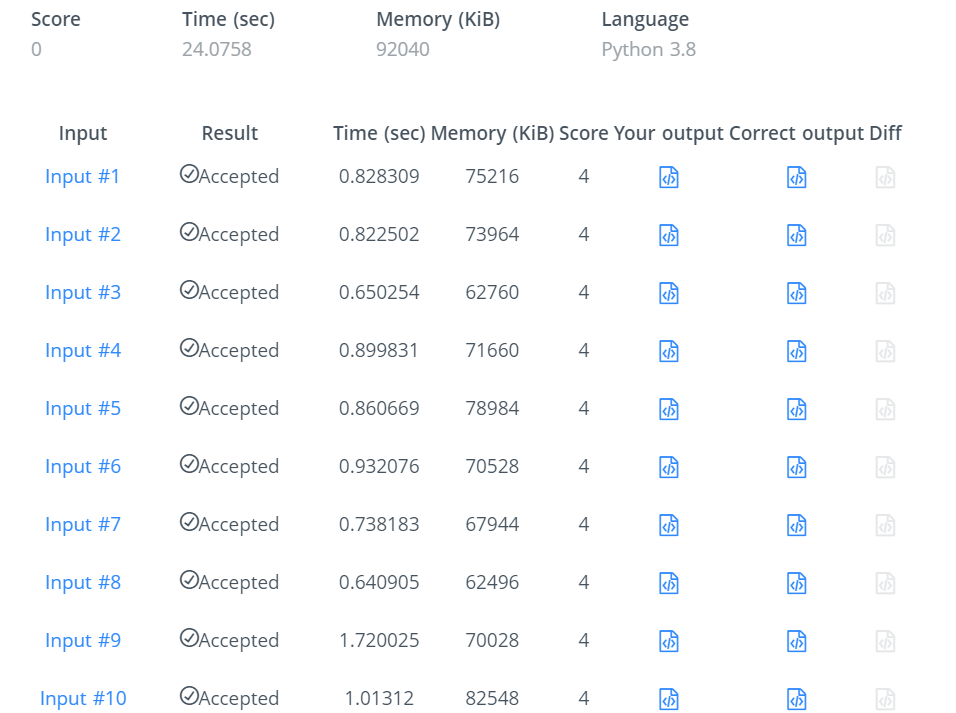 Score Time (sec) Memory (KiB) Language
0 24.0758 92040 Python 3.8
Input Result Time (sec) Memory (KiB) Score Your output Correct output Diff
Input #1 Accepted 0.828309 75216 4
Input #2 Accepted 0.822502 73964 4
Input #3 Accepted 0.650254 62760 4
Input #4 Accepted 0.899831 71660 4
Input #5 Accepted 0.860669 78984 4
Input #6 Accepted 0.932076 70528 4
Input #7 Accepted 0.738183 67944 4
Input #8 Accepted 0.640905 62496 4
Input #9 Accepted 1.720025 70028 4
Input #10 Accepted 1.01312 82548 4